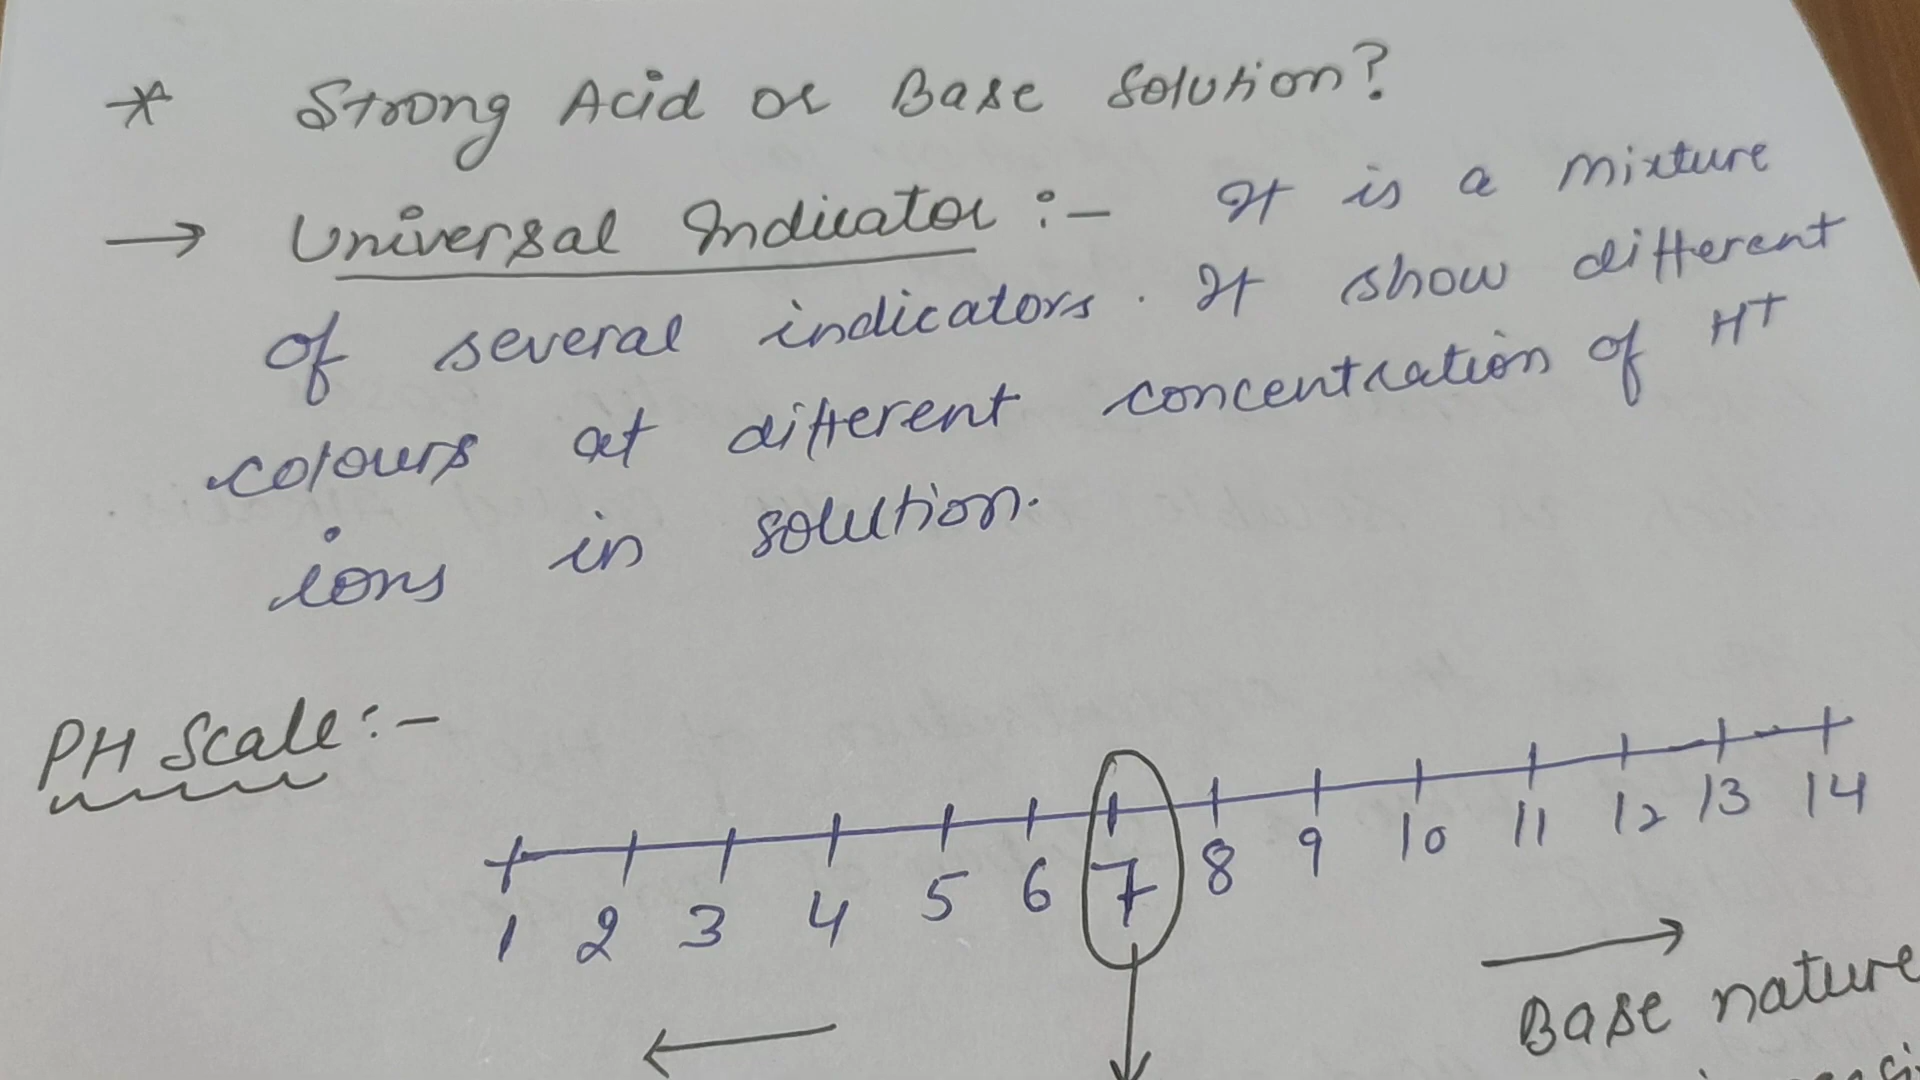 * Strong Acid or Base Solution?
→ Universal Indicator :- It is a mixture
of several indicators. It show different
colours at different concentration of H+
ions in solution.
PH Scale :-
1 2 3 4 5 6 7 8 9 10 11 12 13 14
Base nature